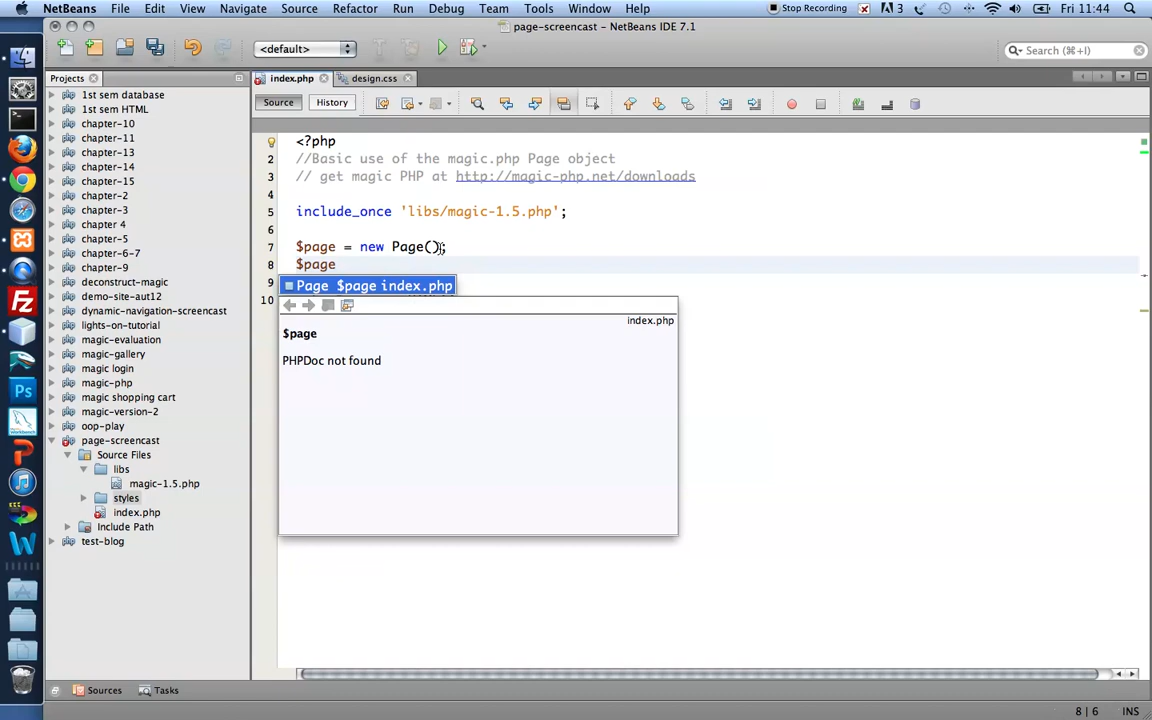 NetBeans File Edit View Navigate Source Refactor Run Debug Team Tools Window Help Stop Recording 3 Fri 11:44
page-screencast – NetBeans IDE 7.1
<default> Search (⌘+I)
Projects index.php design.css
Source History
1st sem database
1st sem HTML
chapter-10
chapter-11
chapter-13
chapter-14
chapter-15
chapter-2
chapter-3
chapter 4
chapter-5
chapter-6-7
chapter-9
deconstruct-magic
demo-site-aut12
dynamic-navigation-screencast
lights-on-tutorial
magic-evaluation
magic-gallery
magic login
magic-php
magic shopping cart
magic-version-2
oop-play
page-screencast
Source Files
libs
magic-1.5.php
styles
index.php
Include Path
test-blog
<?php
2 //Basic use of the magic.php Page object
3 // get magic PHP at http://magic-php.net/downloads
4
5 include_once 'libs/magic-1.5.php';
6
7 $page = new Page();
8 $page
9
10
Page $page index.php
index.php
$page
PHPDoc not found
Sources Tasks
8 | 6 INS
Ps
Fz
W